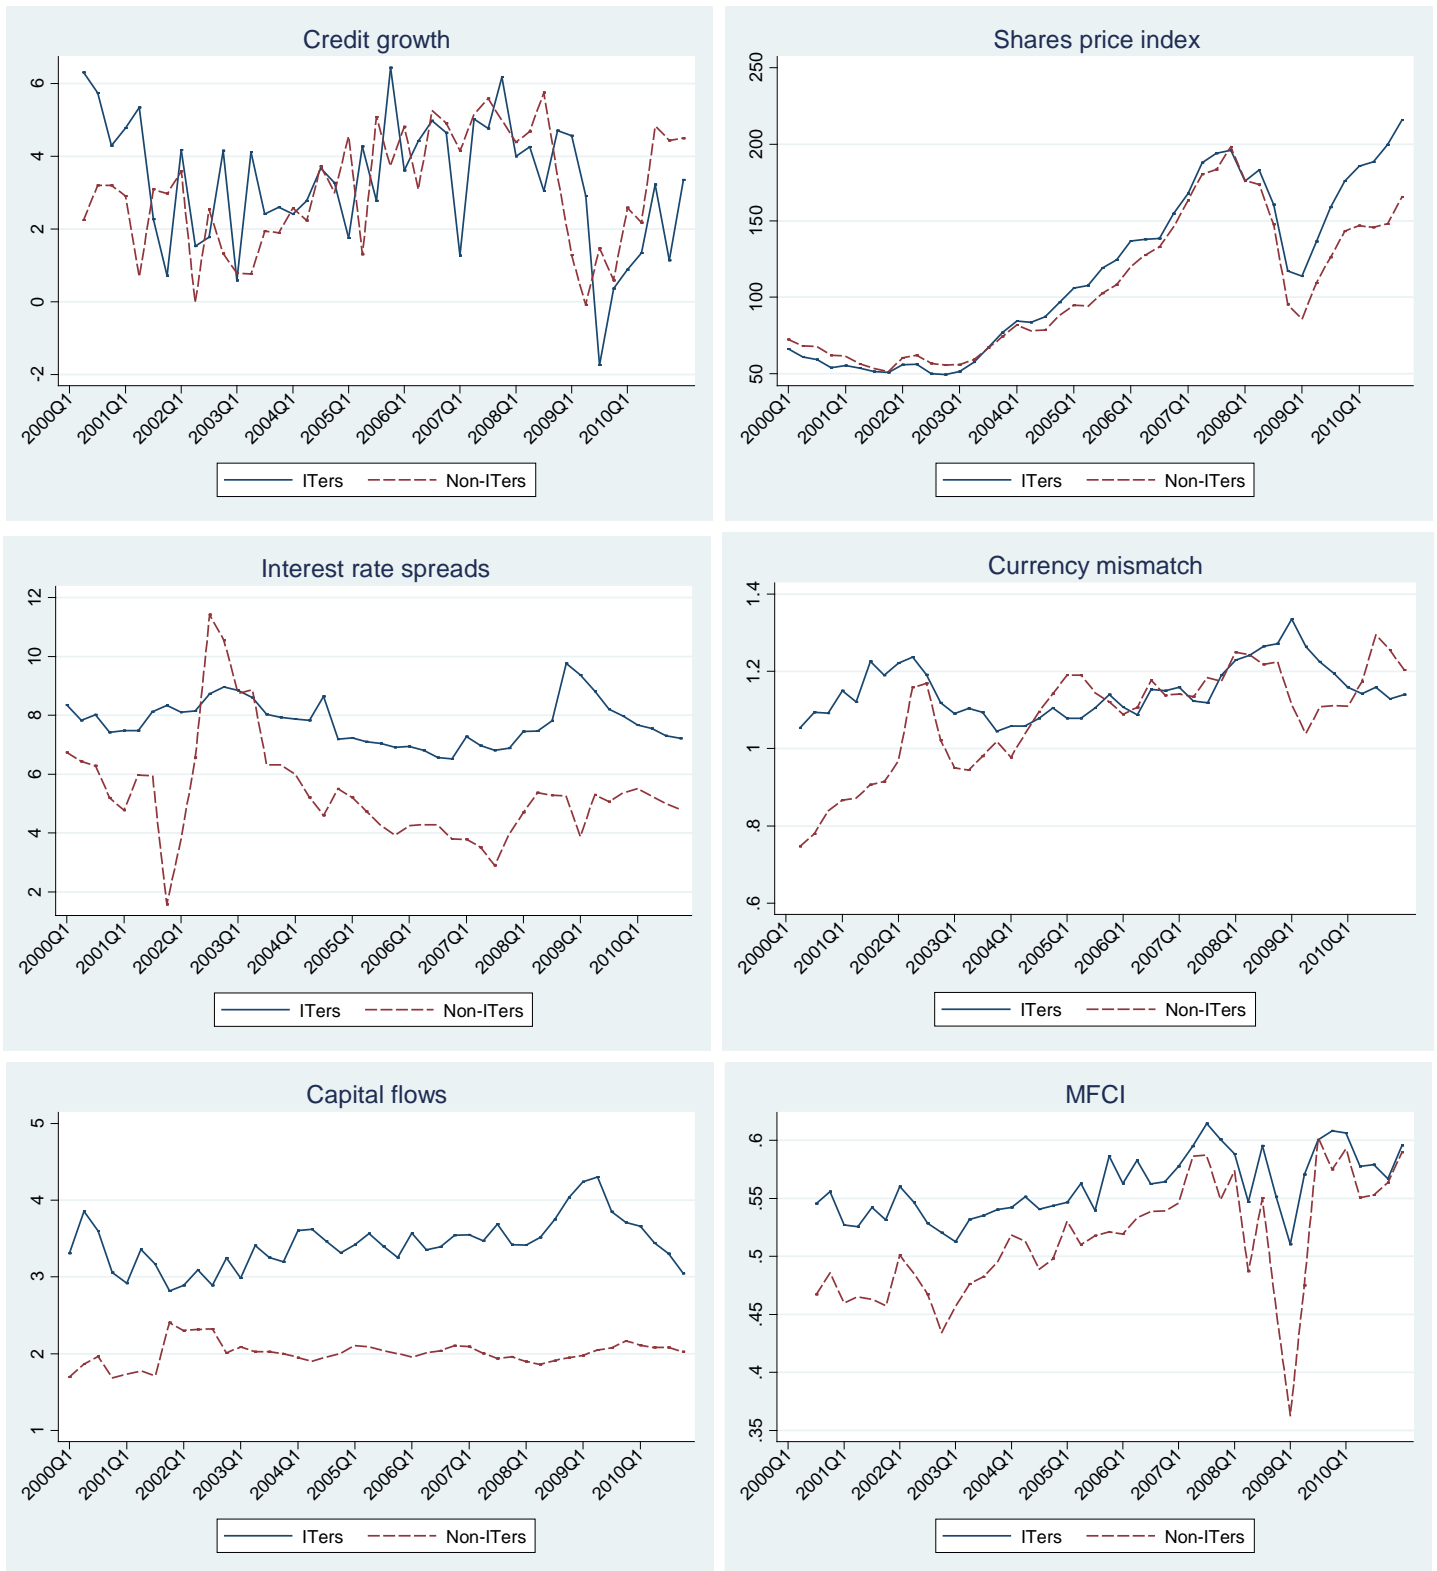 Credit growth
6
4
2
0
-2
2000Q1 2001Q1 2002Q1 2003Q1 2004Q1 2005Q1 2006Q1 2007Q1 2008Q1 2009Q1 2010Q1
ITers Non-ITers
Shares price index
250
200
150
100
50
2000Q1 2001Q1 2002Q1 2003Q1 2004Q1 2005Q1 2006Q1 2007Q1 2008Q1 2009Q1 2010Q1
ITers Non-ITers
Interest rate spreads
12
10
8
6
4
2
2000Q1 2001Q1 2002Q1 2003Q1 2004Q1 2005Q1 2006Q1 2007Q1 2008Q1 2009Q1 2010Q1
ITers Non-ITers
Currency mismatch
1.4
1.2
1
.8
.6
2000Q1 2001Q1 2002Q1 2003Q1 2004Q1 2005Q1 2006Q1 2007Q1 2008Q1 2009Q1 2010Q1
ITers Non-ITers
Capital flows
5
4
3
2
1
2000Q1 2001Q1 2002Q1 2003Q1 2004Q1 2005Q1 2006Q1 2007Q1 2008Q1 2009Q1 2010Q1
ITers Non-ITers
MFCI
.6
.55
.5
.45
.4
.35
2000Q1 2001Q1 2002Q1 2003Q1 2004Q1 2005Q1 2006Q1 2007Q1 2008Q1 2009Q1 2010Q1
ITers Non-ITers